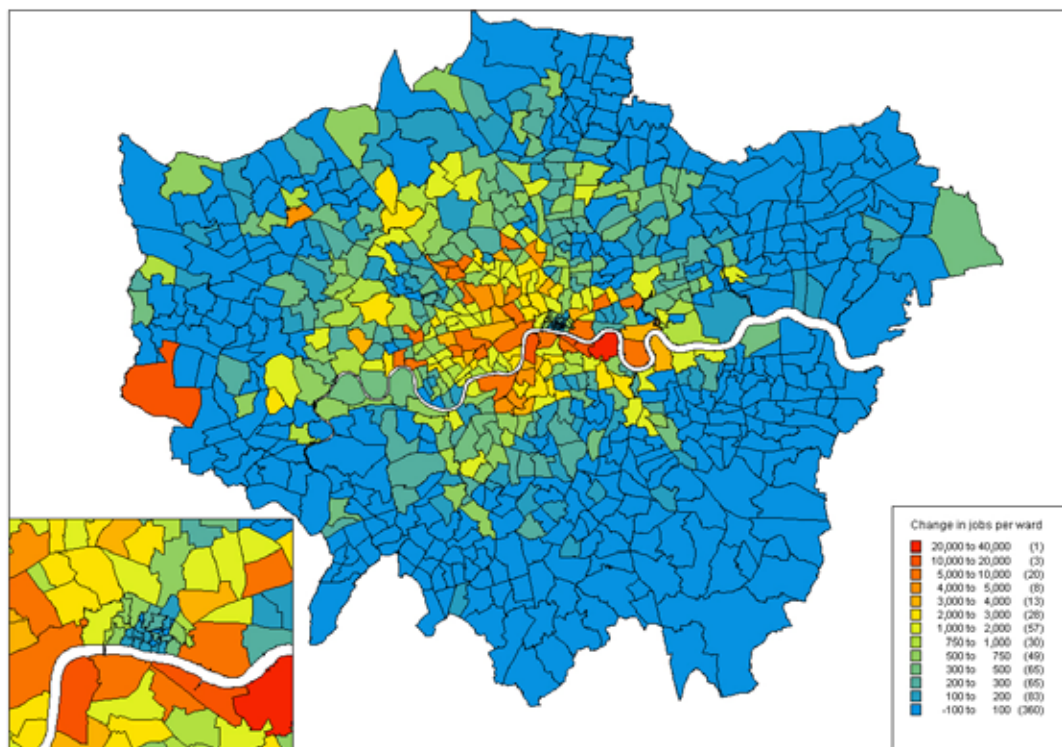 Change in jobs per ward
20,000 to 40,000 (1)
10,000 to 20,000 (3)
5,000 to 10,000 (20)
4,000 to 5,000 (8)
3,000 to 4,000 (13)
2,000 to 3,000 (28)
1,000 to 2,000 (57)
750 to 1,000 (30)
500 to 750 (49)
300 to 500 (65)
200 to 300 (65)
100 to 200 (83)
-100 to 100 (360)